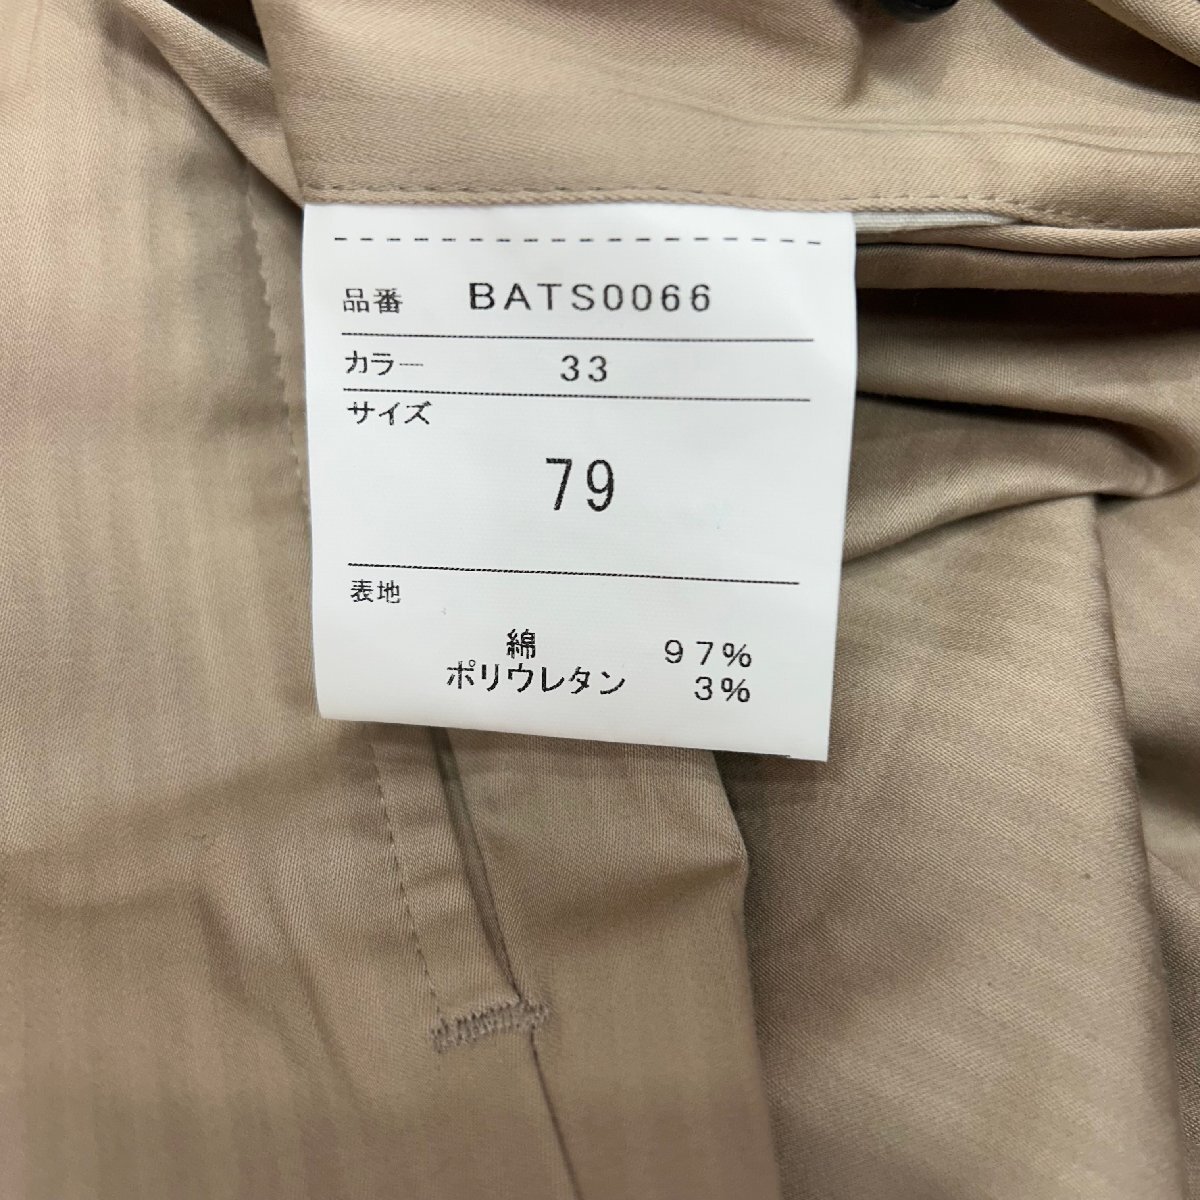 品番 BATS0066
カラー 33
サイズ
79
表地
綿 97%
ポリウレタン 3%